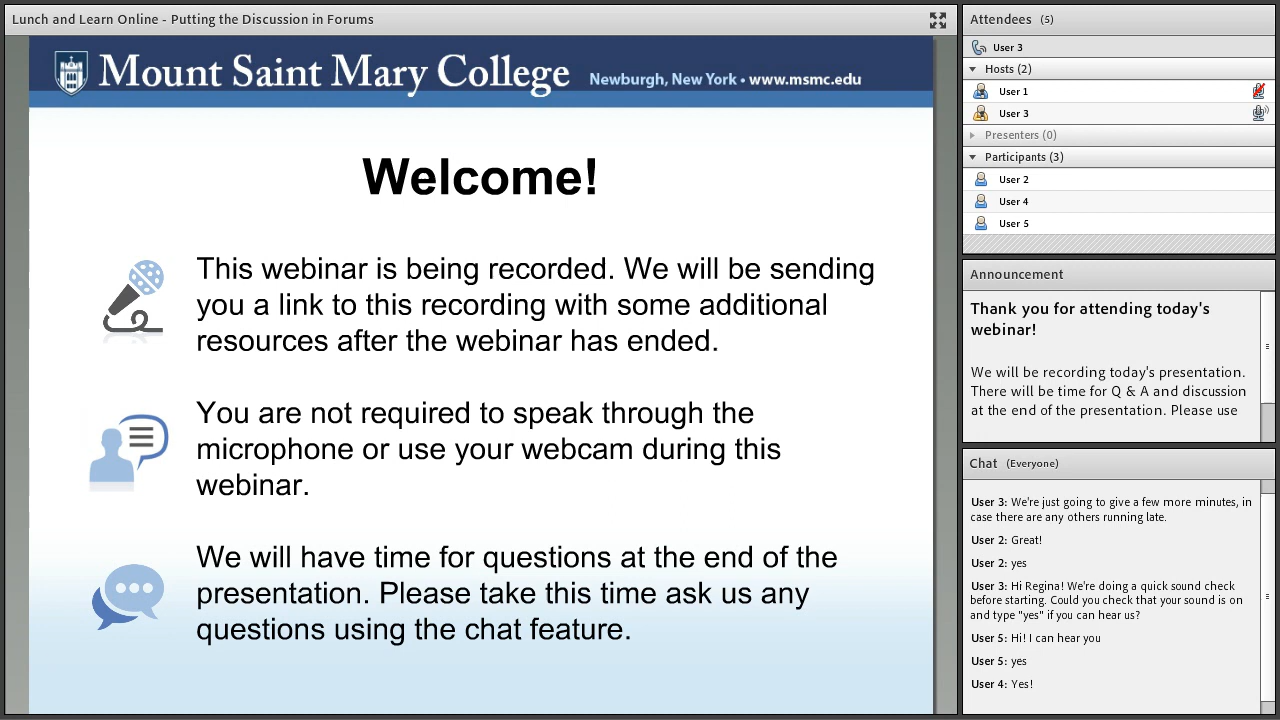 Lunch and Learn Online - Putting the Discussion in Forums
Mount Saint Mary College Newburgh, New York • www.msmc.edu
Welcome!
This webinar is being recorded. We will be sending
you a link to this recording with some additional
resources after the webinar has ended.
You are not required to speak through the
microphone or use your webcam during this
webinar.
We will have time for questions at the end of the
presentation. Please take this time ask us any
questions using the chat feature.
Attendees (5)
User 3
Hosts (2)
User 1
User 3
Presenters (0)
Participants (3)
User 2
User 4
User 5
Announcement
Thank you for attending today's
webinar!
We will be recording today's presentation.
There will be time for Q & A and discussion
at the end of the presentation. Please use
Chat (Everyone)
User 3: We're just going to give a few more minutes, in
case there are any others running late.
User 2: Great!
User 2: yes
User 3: Hi Regina! We're doing a quick sound check
before starting. Could you check that your sound is on
and type "yes" if you can hear us?
User 5: Hi! I can hear you
User 5: yes
User 4: Yes!